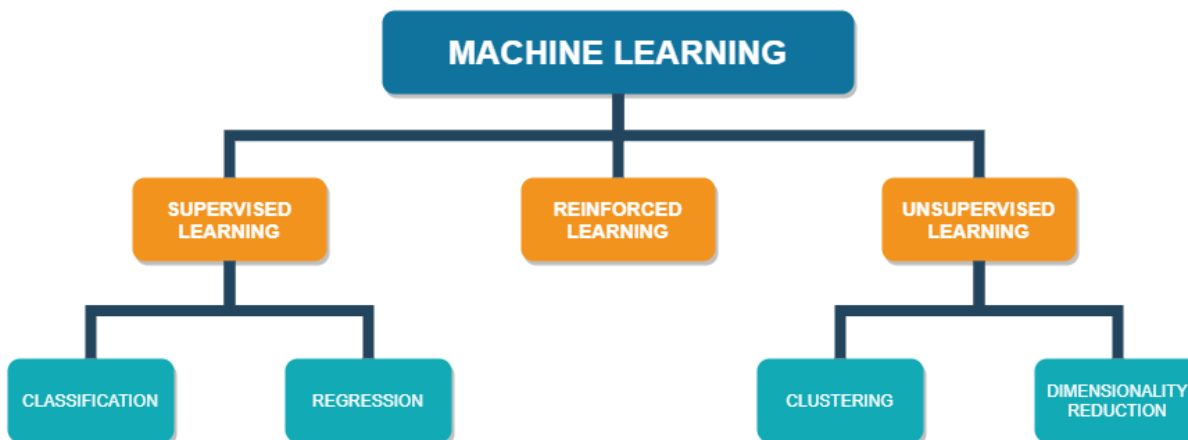 MACHINE LEARNING
SUPERVISED
LEARNING
REINFORCED
LEARNING
UNSUPERVISED
LEARNING
CLASSIFICATION
REGRESSION
CLUSTERING
DIMENSIONALITY
REDUCTION